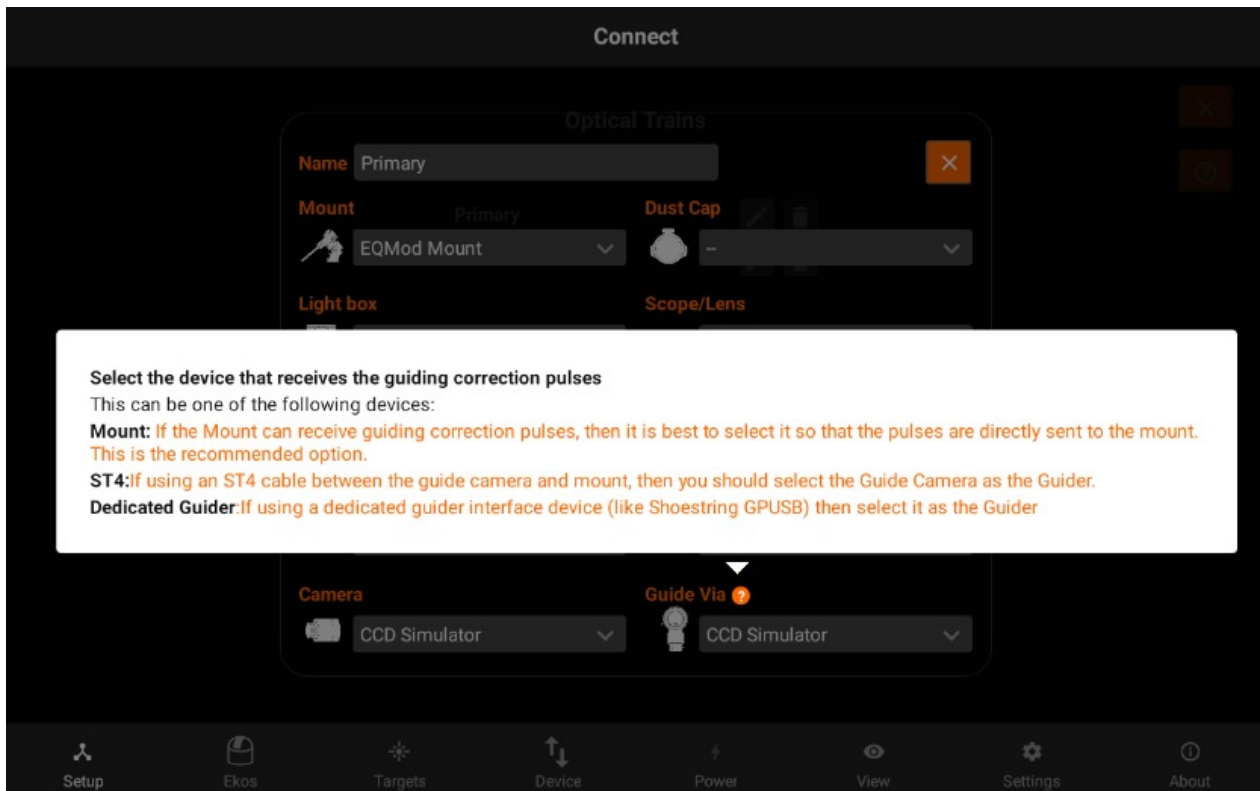 Connect
Optical Trains
Name Primary
Mount
Primary
Dust Cap
EQMod Mount
–
Light box
Scope/Lens
Select the device that receives the guiding correction pulses
This can be one of the following devices:
Mount: If the Mount can receive guiding correction pulses, then it is best to select it so that the pulses are directly sent to the mount.
This is the recommended option.
ST4:If using an ST4 cable between the guide camera and mount, then you should select the Guide Camera as the Guider.
Dedicated Guider:If using a dedicated guider interface device (like Shoestring GPUSB) then select it as the Guider
Camera
Guide Via ?
CCD Simulator
CCD Simulator
Setup
Ekos
Targets
Device
Power
View
Settings
About